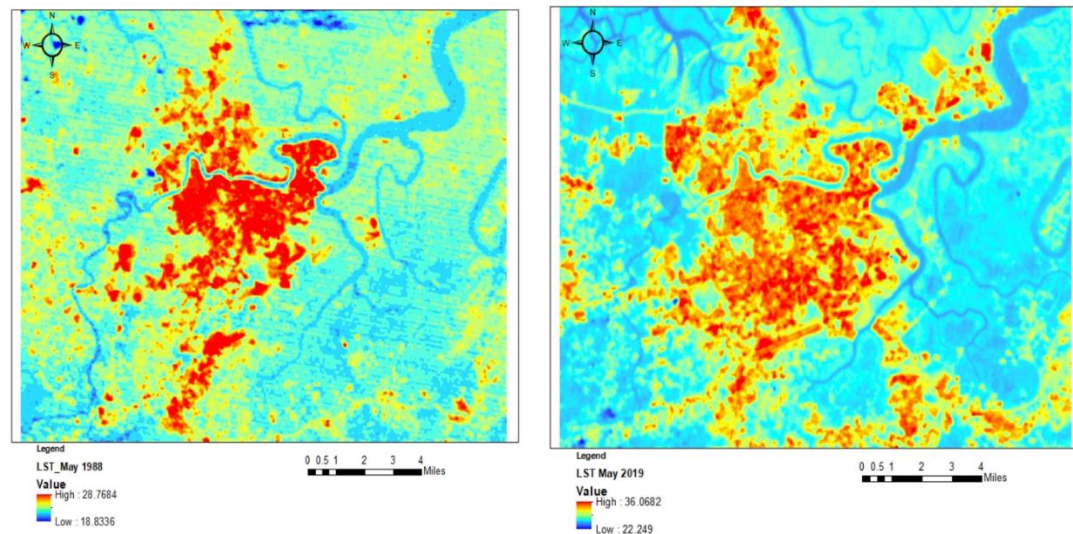 N
W E
S
Legend
LST_May 1988
Value
High : 28.7684
Low : 18.8336
0 0.5 1 2 3 4
Miles
N
W E
S
Legend
LST May 2019
Value
High : 36.0682
Low : 22.249
0 0.5 1 2 3 4
Miles